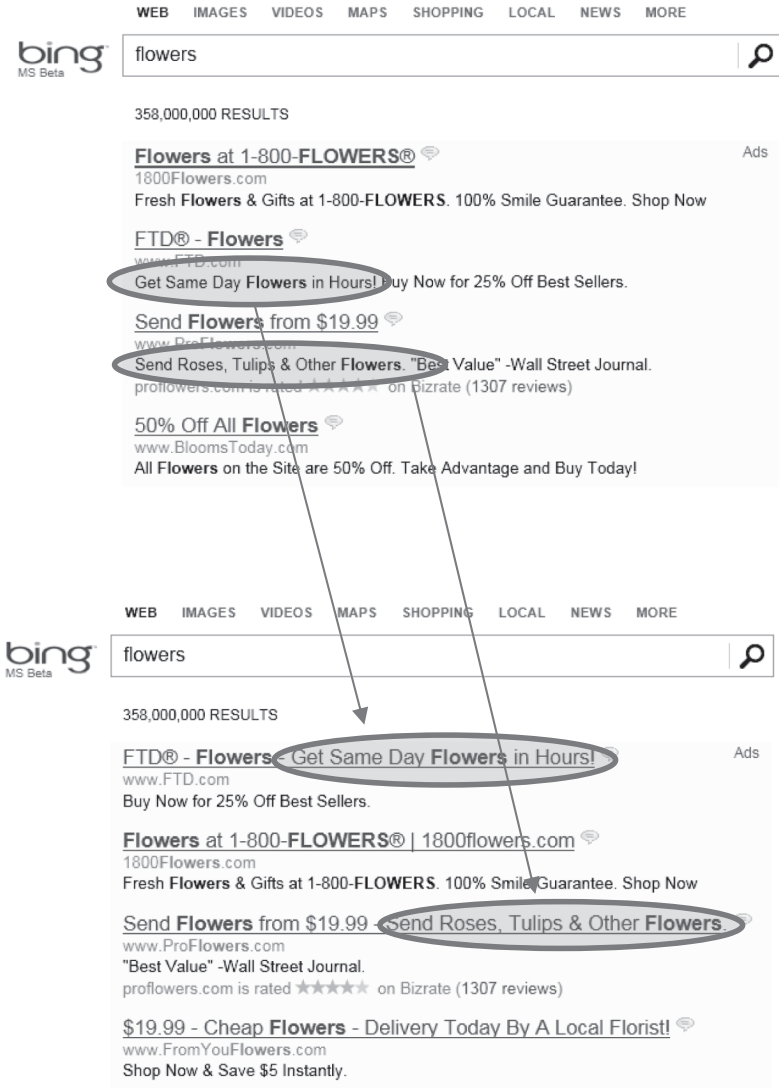 WEB IMAGES VIDEOS MAPS SHOPPING LOCAL NEWS MORE
bing
MS Beta
flowers
358,000,000 RESULTS
Flowers at 1-800-FLOWERS®
Ads
1800Flowers.com
Fresh Flowers & Gifts at 1-800-FLOWERS. 100% Smile Guarantee. Shop Now
FTD® - Flowers
www.FTD.com
Get Same Day Flowers in Hours! Buy Now for 25% Off Best Sellers.
Send Flowers from $19.99
www.ProFlowers.com
Send Roses, Tulips & Other Flowers. "Best Value" -Wall Street Journal.
proflowers.com is rated ★★★★★ on Bizrate (1307 reviews)
50% Off All Flowers
www.BloomsToday.com
All Flowers on the Site are 50% Off. Take Advantage and Buy Today!
WEB IMAGES VIDEOS MAPS SHOPPING LOCAL NEWS MORE
bing
MS Beta
flowers
358,000,000 RESULTS
FTD® - Flowers - Get Same Day Flowers in Hours!
Ads
www.FTD.com
Buy Now for 25% Off Best Sellers.
Flowers at 1-800-FLOWERS® | 1800flowers.com
1800Flowers.com
Fresh Flowers & Gifts at 1-800-FLOWERS. 100% Smile Guarantee. Shop Now
Send Flowers from $19.99 - Send Roses, Tulips & Other Flowers.
www.ProFlowers.com
"Best Value" -Wall Street Journal.
proflowers.com is rated ★★★★★ on Bizrate (1307 reviews)
$19.99 - Cheap Flowers - Delivery Today By A Local Florist!
www.FromYouFlowers.com
Shop Now & Save $5 Instantly.